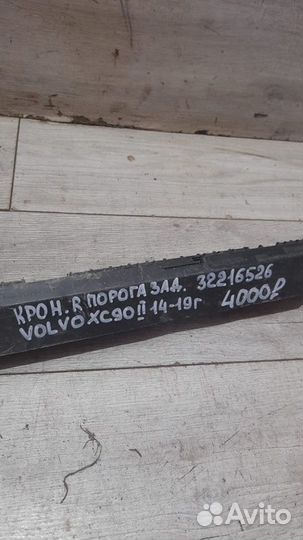 КРОН. R ПОРОГА ЗАД. 32216526
VOLVO XC90 II 14-19г 4000₽
Avito